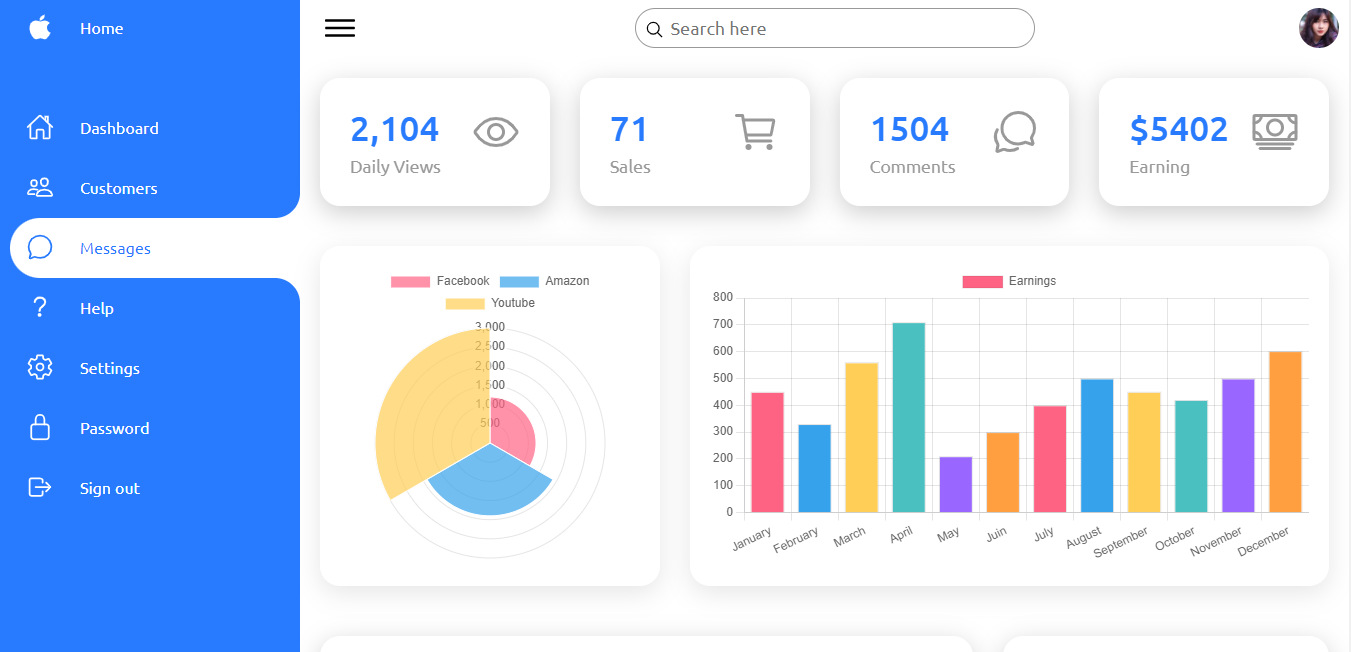 Home
Dashboard
Customers
Messages
Help
Settings
Password
Sign out
Search here
2,104
Daily Views
71
Sales
1504
Comments
$5402
Earning
Facebook Amazon
Youtube
3,000
2,500
2,000
1,500
1,000
500
Earnings
800
700
600
500
400
300
200
100
0
January February March April May Juin July August September October November December